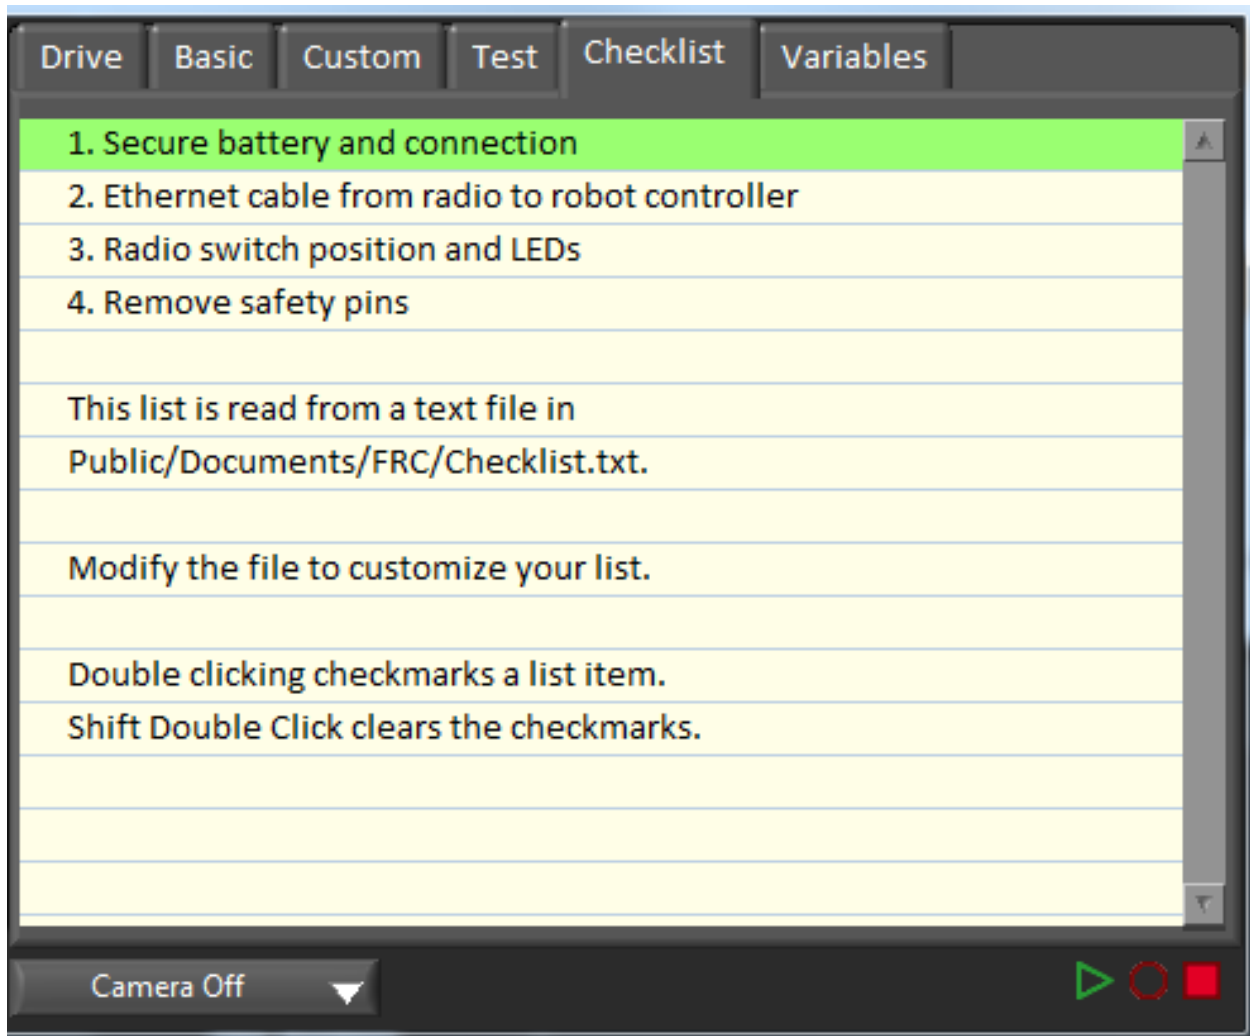 Drive Basic Custom Test Checklist Variables
1. Secure battery and connection
2. Ethernet cable from radio to robot controller
3. Radio switch position and LEDs
4. Remove safety pins
This list is read from a text file in
Public/Documents/FRC/Checklist.txt.
Modify the file to customize your list.
Double clicking checkmarks a list item.
Shift Double Click clears the checkmarks.
Camera Off